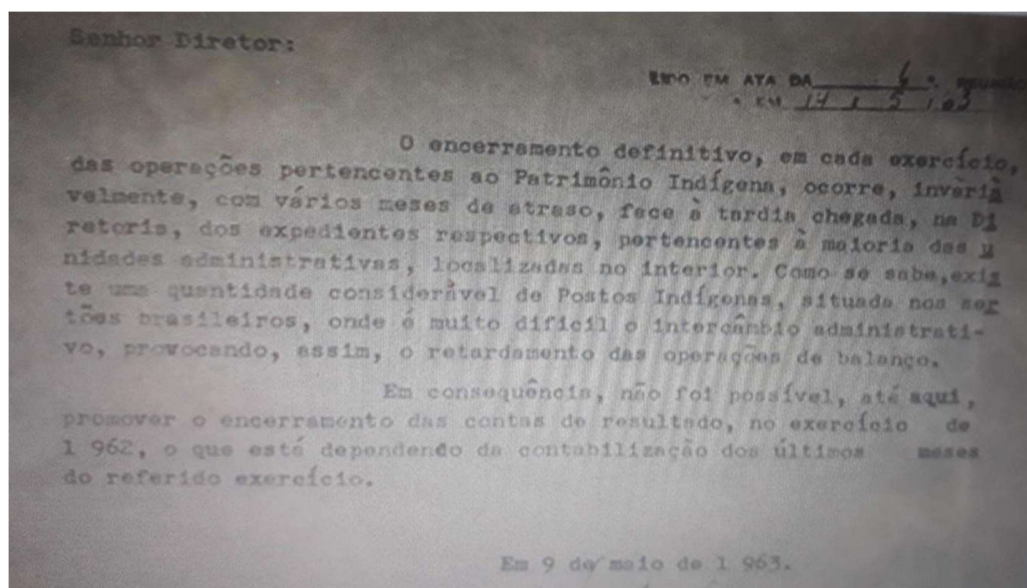 Senhor Diretor:
LIDO EM ATA DA 6 a. REUNIÃO
EM 14 / 5 / 63
O encerramento definitivo, em cada exercício,
das operações pertencentes ao Patrimônio Indígena, ocorre, invarià
velmente, com vários meses de atraso, face à tardia chegada, na Di
retoria, dos expedientes respectivos, pertencentes à maioria das u
nidades administrativas, localizadas no interior. Como se sabe,exis
te uma quantidade considerável de Postos Indígenas, situada nos ser
tões brasileiros, onde é muito difícil o intercâmbio administrati-
vo, provocando, assim, o retardamento das operações de balanço.
Em consequência, não foi possível, até aqui,
promover o encerramento das contas de resultado, no exercício de
1 962, o que está dependendo da contabilização dos últimos meses
do referido exercício.
Em 9 de maio de 1 963.